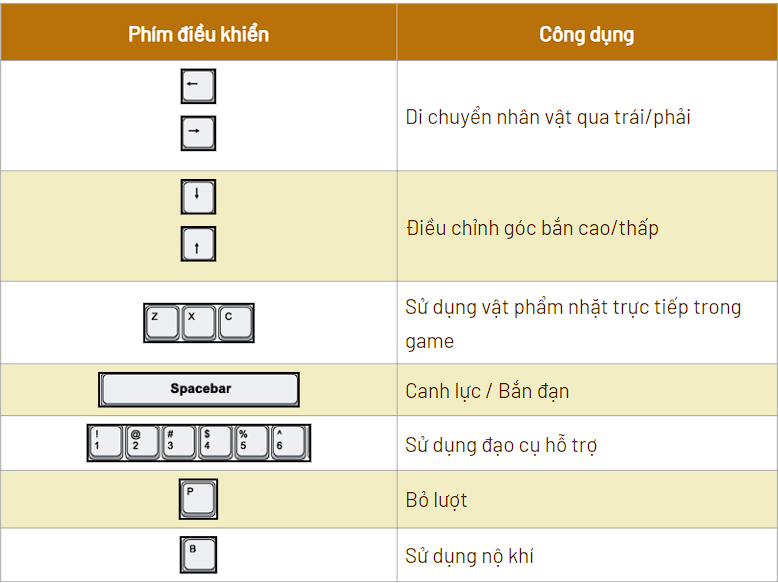 Phím điều khiển
Công dụng
←
→
Di chuyển nhân vật qua trái/phải
↓
↑
Điều chỉnh góc bắn cao/thấp
Z X C
Sử dụng vật phẩm nhặt trực tiếp trong
game
Spacebar
Canh lực / Bắn đạn
! @ # $ % ^
1 2 3 4 5 6
Sử dụng đạo cụ hỗ trợ
P
Bỏ lượt
B
Sử dụng nộ khí